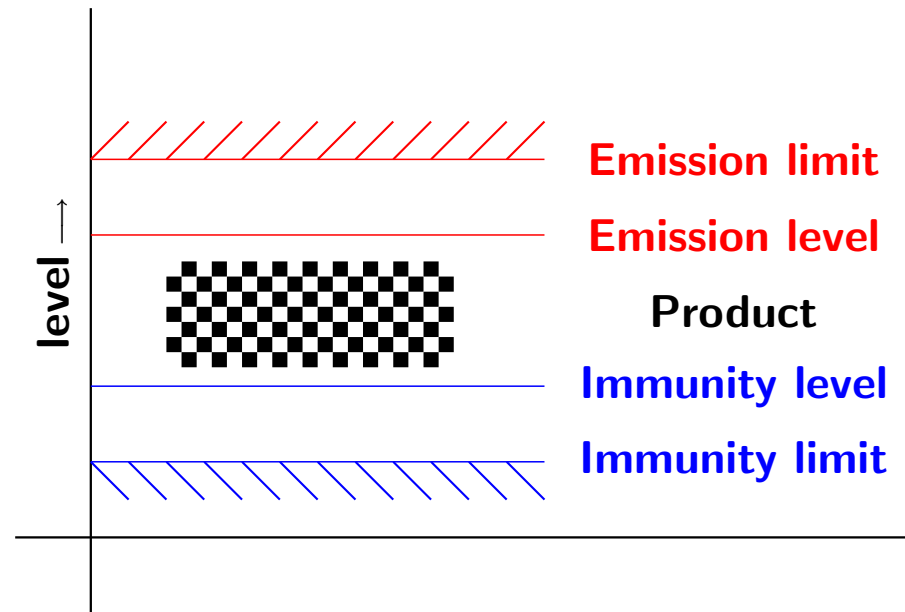 Emission limit
Emission level
Product
Immunity level
Immunity limit
level →